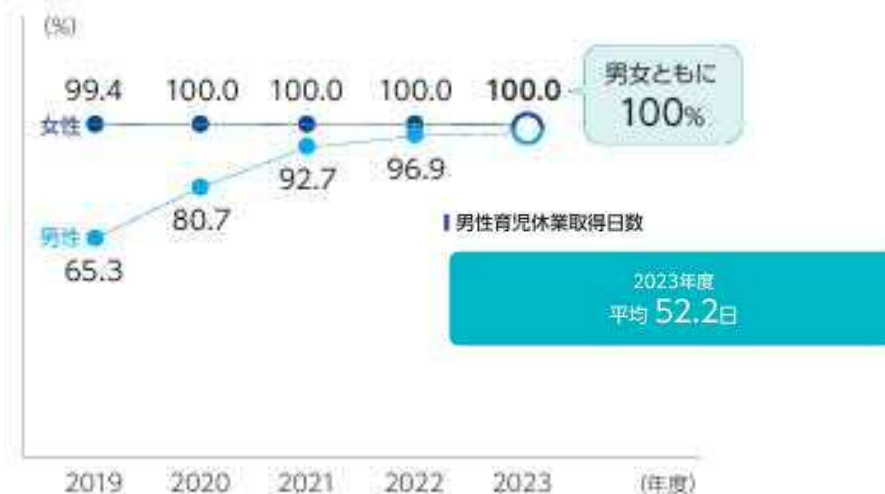 (%)
99.4 100.0 100.0 100.0 100.0
男女ともに
100%
女性
92.7 96.9
80.7
男性
65.3
男性育児休業取得日数
2023年度
平均 52.2日
2019 2020 2021 2022 2023 (年度)